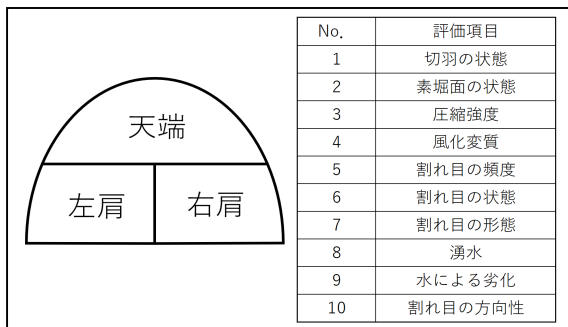 天端
左肩
右肩
No. 評価項目
1 切羽の状態
2 素堀面の状態
3 圧縮強度
4 風化変質
5 割れ目の頻度
6 割れ目の状態
7 割れ目の形態
8 湧水
9 水による劣化
10 割れ目の方向性